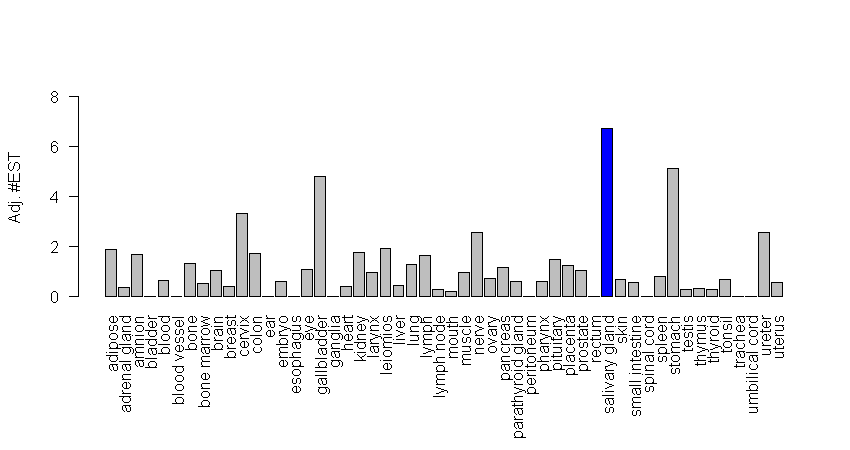 Adj. #EST
8
6
4
2
0
adipose
adrenal gland
amnion
bladder
blood
blood vessel
bone
bone marrow
brain
breast
cervix
colon
ear
embryo
esophagus
eye
gallbladder
ganglia
heart
kidney
larynx
leiomios
liver
lung
lymph
lymph node
mouth
muscle
nerve
ovary
pancreas
parathyroid gland
peritoneum
pharynx
pituitary
placenta
prostate
rectum
salivary gland
skin
small intestine
spinal cord
spleen
stomach
testis
thymus
thyroid
tonsil
trachea
umbilical cord
ureter
uterus